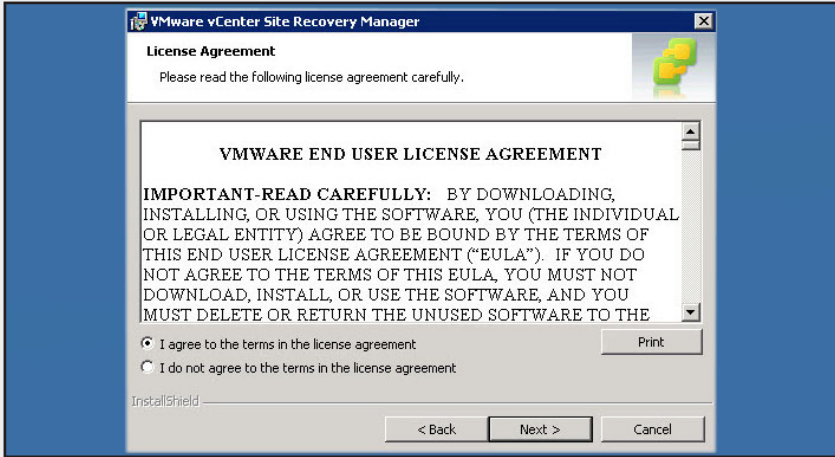 VMware vCenter Site Recovery Manager
License Agreement
Please read the following license agreement carefully.
VMWARE END USER LICENSE AGREEMENT
IMPORTANT-READ CAREFULLY: BY DOWNLOADING,
INSTALLING, OR USING THE SOFTWARE, YOU (THE INDIVIDUAL
OR LEGAL ENTITY) AGREE TO BE BOUND BY THE TERMS OF
THIS END USER LICENSE AGREEMENT (“EULA”). IF YOU DO
NOT AGREE TO THE TERMS OF THIS EULA, YOU MUST NOT
DOWNLOAD, INSTALL, OR USE THE SOFTWARE, AND YOU
MUST DELETE OR RETURN THE UNUSED SOFTWARE TO THE
I agree to the terms in the license agreement
Print
I do not agree to the terms in the license agreement
InstallShield
< Back Next > Cancel